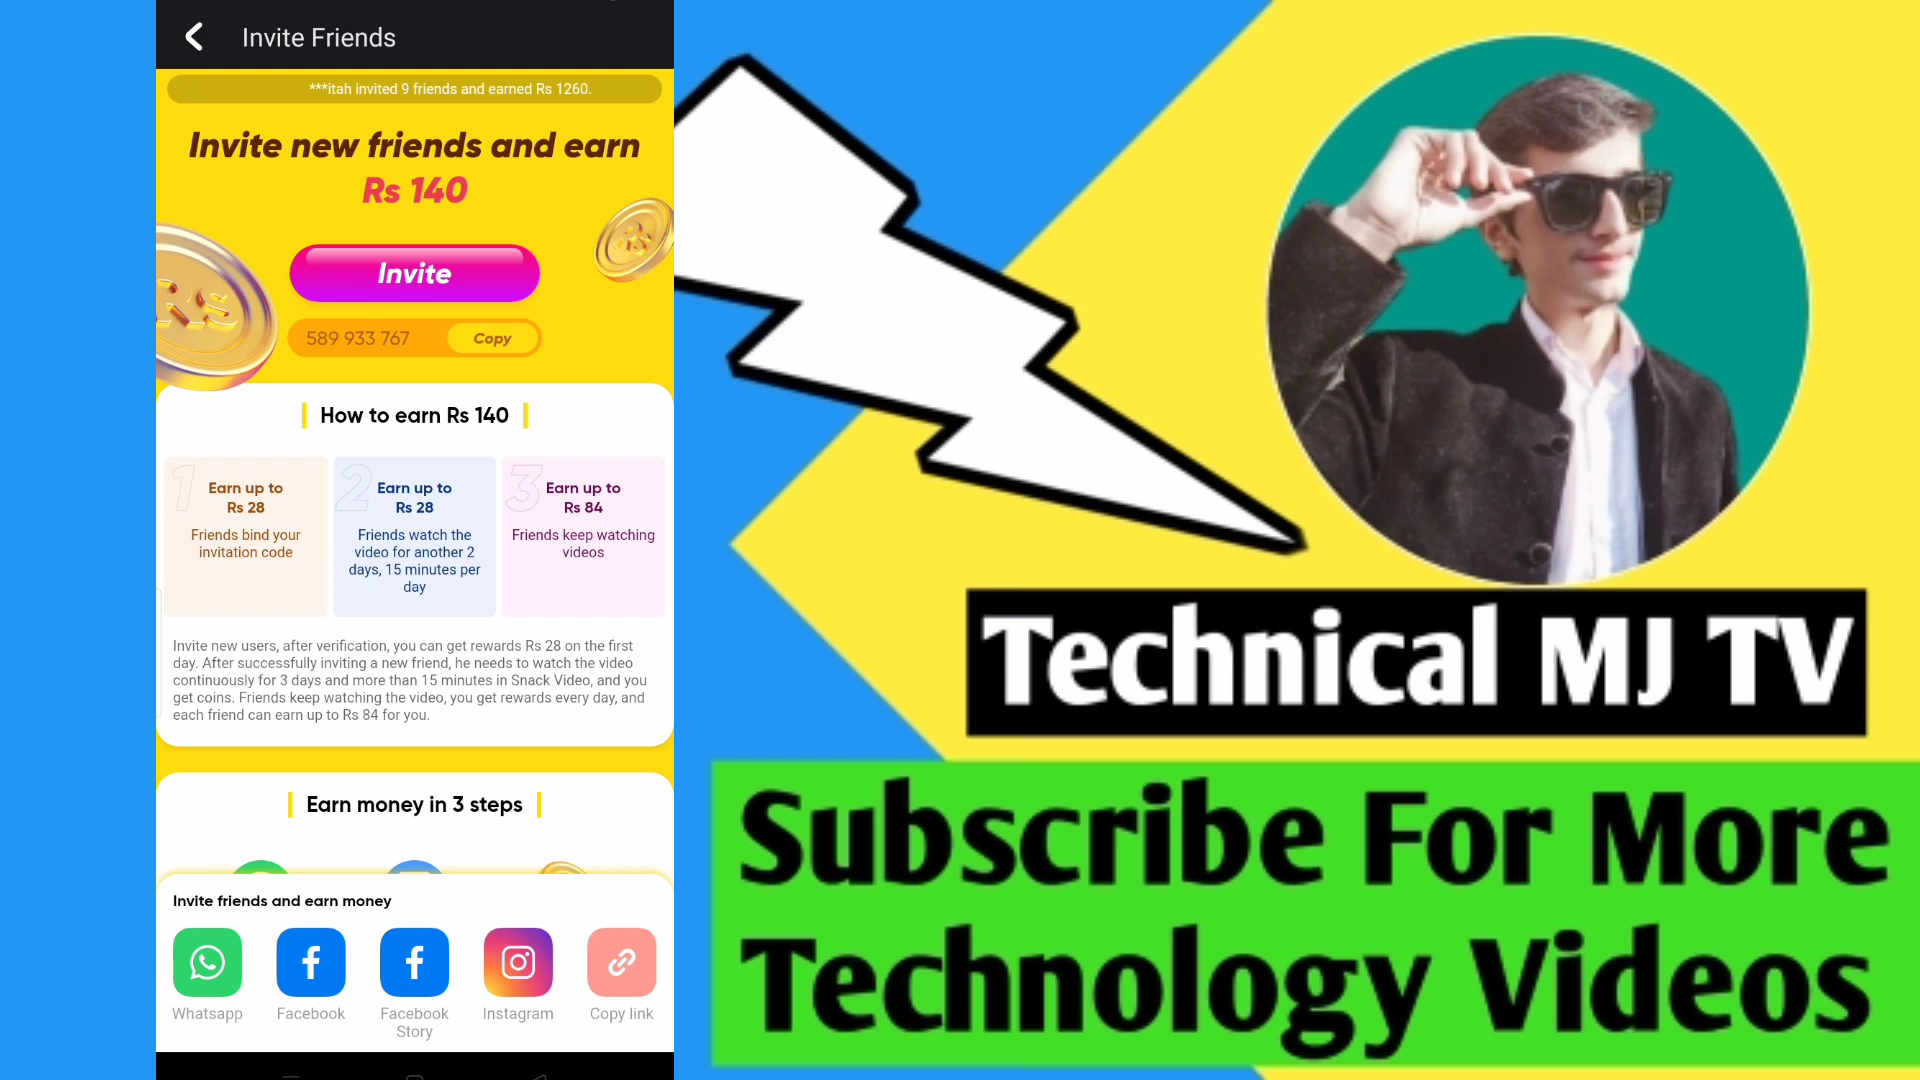 Invite Friends
***itah invited 9 friends and earned Rs 1260.
Invite new friends and earn
Rs 140
Invite
589 933 767
Copy
How to earn Rs 140
1
Earn up to
Rs 28
Friends bind your
invitation code
2
Earn up to
Rs 28
Friends watch the
video for another 2
days, 15 minutes per
day
3
Earn up to
Rs 84
Friends keep watching
videos
Invite new users, after verification, you can get rewards Rs 28 on the first
day. After successfully inviting a new friend, he needs to watch the video
continuously for 3 days and more than 15 minutes in Snack Video, and you
get coins. Friends keep watching the video, you get rewards every day, and
each friend can earn up to Rs 84 for you.
Earn money in 3 steps
Invite friends and earn money
Whatsapp
Facebook
Facebook
Story
Instagram
Copy link
Rs
Rs
Technical MJ TV
Subscribe For More
Technology Videos